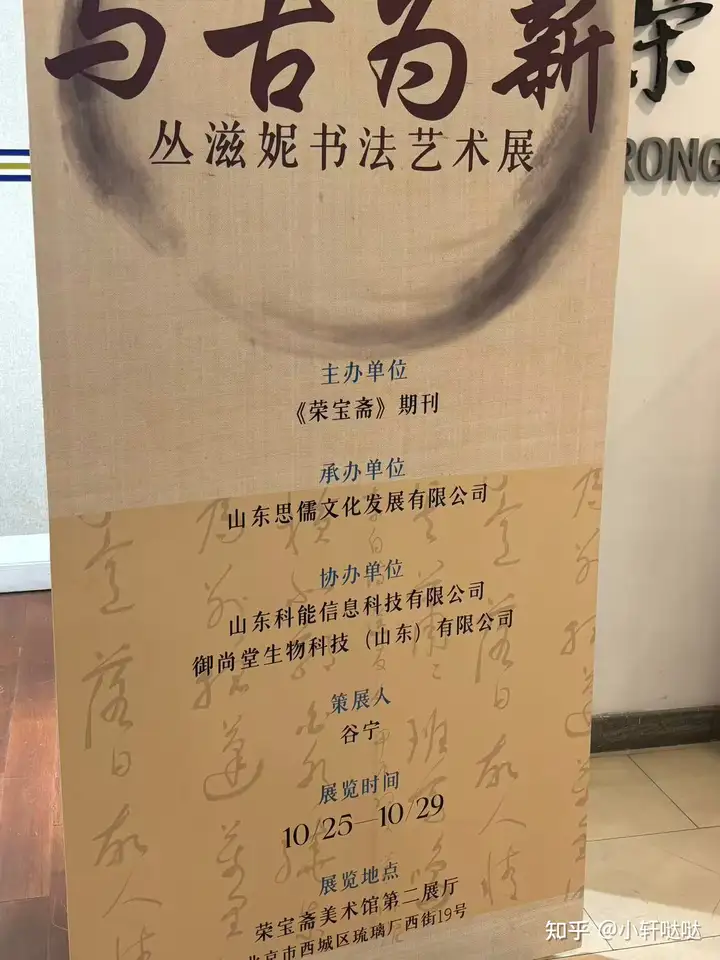 与古为新
丛滋妮书法艺术展
荣
RONG
主办单位
《荣宝斋》期刊
承办单位
山东思儒文化发展有限公司
协办单位
山东科能信息科技有限公司
御尚堂生物科技（山东）有限公司
策展人
谷宁
展览时间
10/25—10/29
展览地点
荣宝斋美术馆第二展厅
北京市西城区琉璃厂西街19号
落日故人情
知乎 @小轩哒哒